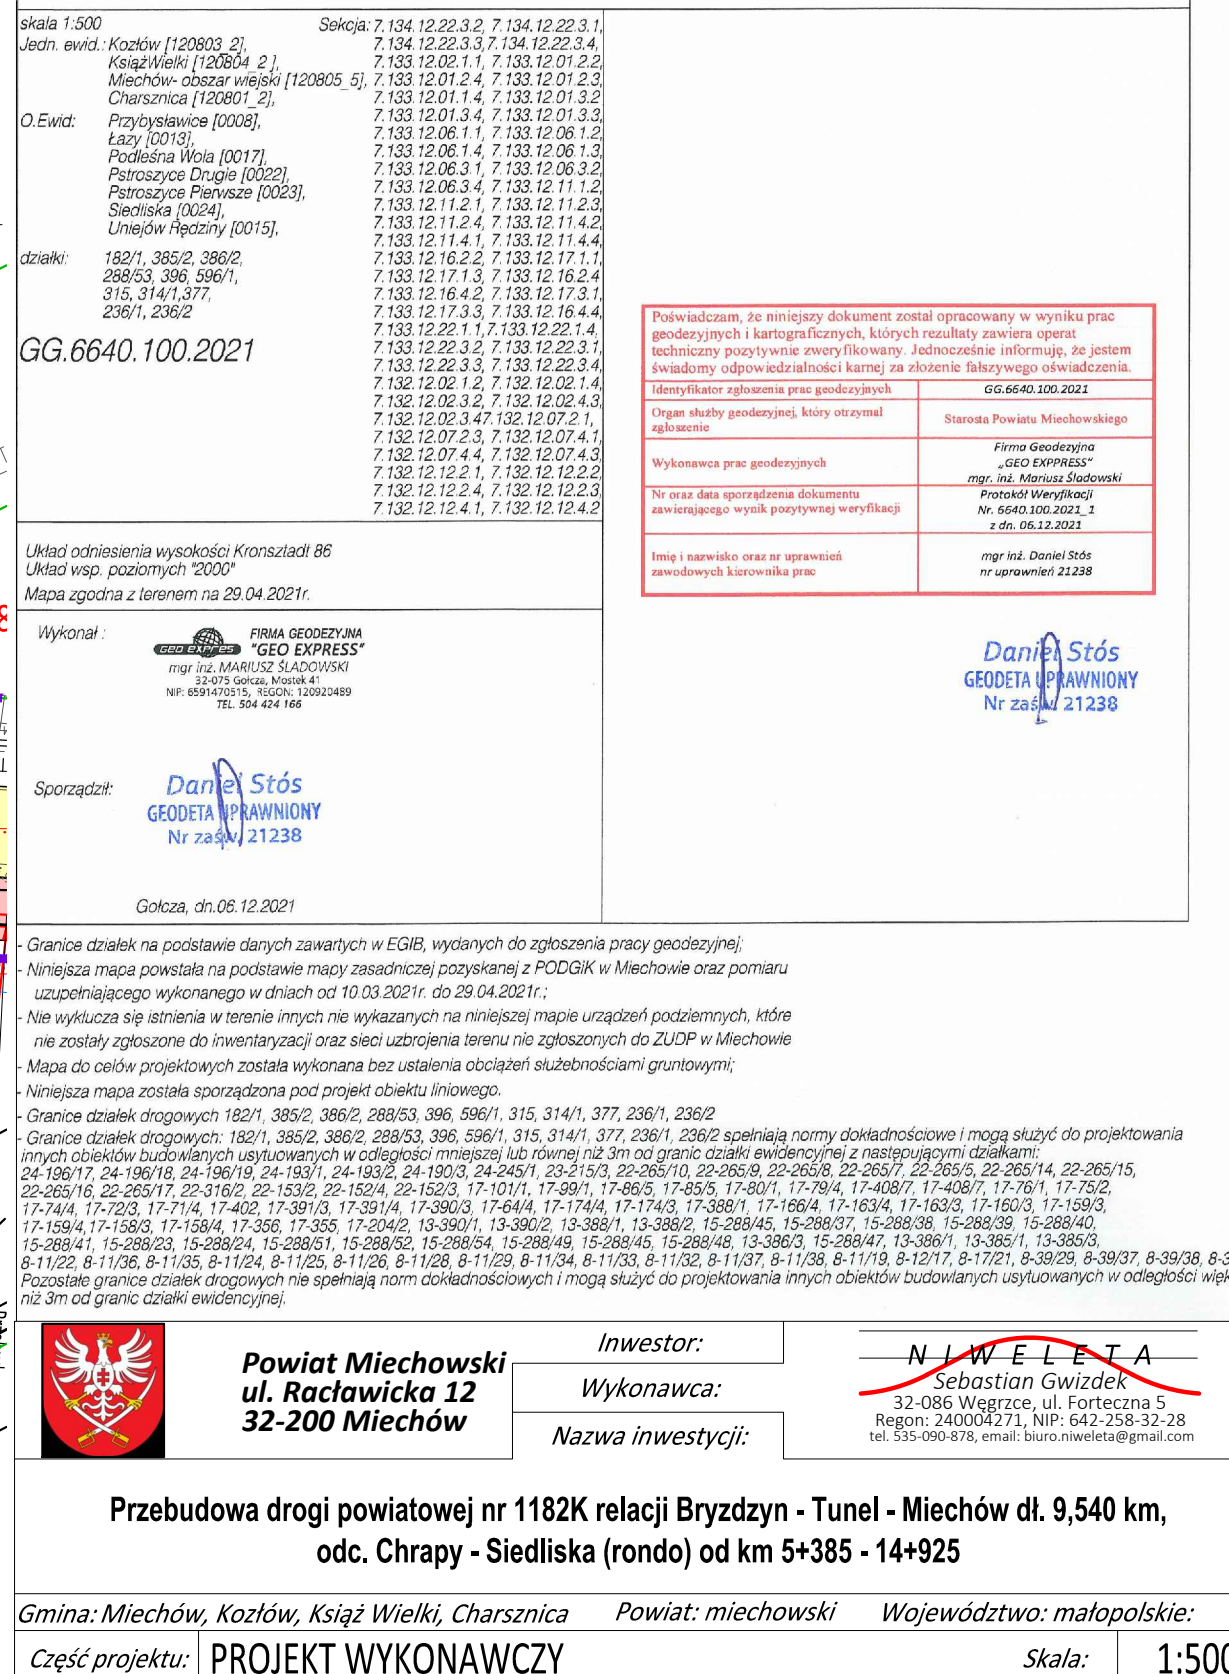 skala 1:500
Jedn. ewid.: Kozłów [120803_2],
KsiążWielki [120804_2],
Miechów- obszar wiejski [120805_5],
Charsznica [120801_2],
O.Ewid: Przybysławice [0008],
Łazy [0013],
Podleśna Wola [0017],
Pstroszyce Drugie [0022],
Pstroszyce Pierwsze [0023],
Siedliska [0024],
Uniejów Rędziny [0015],
działki: 182/1, 385/2, 386/2,
288/53, 396, 596/1,
315, 314/1,377,
236/1, 236/2
GG.6640.100.2021
Sekcja: 7.134.12.22.3.2, 7.134.12.22.3.1,
7.134.12.22.3.3,7.134.12.22.3.4,
7.133.12.02.1.1, 7.133.12.01.2.2,
7.133.12.01.2.4, 7.133.12.01.2.3,
7.133.12.01.1.4, 7.133.12.01.3.2
7.133.12.01.3.4, 7.133.12.01.3.3,
7.133.12.06.1.1, 7.133.12.06.1.2,
7.133.12.06.1.4, 7.133.12.06.1.3,
7.133.12.06.3.1, 7.133.12.06.3.2,
7.133.12.06.3.4, 7.133.12.11.1.2,
7.133.12.11.2.1, 7.133.12.11.2.3,
7.133.12.11.2.4, 7.133.12.11.4.2,
7.133.12.11.4.1, 7.133.12.11.4.4,
7.133.12.16.2.2, 7.133.12.17.1.1,
7.133.12.17.1.3, 7.133.12.16.2.4
7.133.12.16.4.2, 7.133.12.17.3.1,
7.133.12.17.3.3, 7.133.12.16.4.4,
7.133.12.22.1.1,7.133.12.22.1.4,
7.133.12.22.3.2, 7.133.12.22.3.1,
7.133.12.22.3.3, 7.133.12.22.3.4,
7.132.12.02.1.2, 7.132.12.02.1.4,
7.132.12.02.3.2, 7.132.12.02.4.3,
7.132.12.02.3.47.132.12.07.2.1,
7.132.12.07.2.3, 7.132.12.07.4.1,
7.132.12.07.4.4, 7.132.12.07.4.3,
7.132.12.12.2.1, 7.132.12.12.2.2,
7.132.12.12.2.4, 7.132.12.12.2.3,
7.132.12.12.4.1, 7.132.12.12.4.2
Układ odniesienia wysokości Kronsztadt 86
Układ wsp. poziomych "2000"
Mapa zgodna z terenem na 29.04.2021r.
Wykonał :
GEO EXPRES
FIRMA GEODEZYJNA
"GEO EXPRESS"
mgr inż. MARIUSZ ŚLADOWSKI
32-075 Gołcza, Mostek 41
NIP: 6591470515, REGON: 120920489
TEL. 504 424 166
Sporządził:
Daniel Stós
GEODETA UPRAWNIONY
Nr zaśw. 21238
Gołcza, dn.06.12.2021
Poświadczam, że niniejszy dokument został opracowany w wyniku prac
geodezyjnych i kartograficznych, których rezultaty zawiera operat
techniczny pozytywnie zweryfikowany. Jednocześnie informuję, że jestem
świadomy odpowiedzialności karnej za złożenie fałszywego oświadczenia.
Identyfikator zgłoszenia prac geodezyjnych GG.6640.100.2021
Organ służby geodezyjnej, który otrzymał
zgłoszenie
Starosta Powiatu Miechowskiego
Wykonawca prac geodezyjnych
Firma Geodezyjna
„GEO EXPPRESS"
mgr. inż. Mariusz Śladowski
Nr oraz data sporządzenia dokumentu
zawierającego wynik pozytywnej weryfikacji
Protokół Weryfikacji
Nr. 6640.100.2021_1
z dn. 06.12.2021
Imię i nazwisko oraz nr uprawnień
zawodowych kierownika prac
mgr inż. Daniel Stós
nr uprawnień 21238
Daniel Stós
GEODETA UPRAWNIONY
Nr zaśw. 21238
- Granice działek na podstawie danych zawartych w EGIB, wydanych do zgłoszenia pracy geodezyjnej;
- Niniejsza mapa powstała na podstawie mapy zasadniczej pozyskanej z PODGiK w Miechowie oraz pomiaru
uzupełniającego wykonanego w dniach od 10.03.2021r. do 29.04.2021r.;
- Nie wyklucza się istnienia w terenie innych nie wykazanych na niniejszej mapie urządzeń podziemnych, które
nie zostały zgłoszone do inwentaryzacji oraz sieci uzbrojenia terenu nie zgłoszonych do ZUDP w Miechowie
- Mapa do celów projektowych została wykonana bez ustalenia obciążeń służebnościami gruntowymi;
- Niniejsza mapa została sporządzona pod projekt obiektu liniowego.
- Granice działek drogowych 182/1, 385/2, 386/2, 288/53, 396, 596/1, 315, 314/1, 377, 236/1, 236/2
- Granice działek drogowych: 182/1, 385/2, 386/2, 288/53, 396, 596/1, 315, 314/1, 377, 236/1, 236/2 spełniają normy dokładnościowe i mogą służyć do projektowania
innych obiektów budowlanych usytuowanych w odległości mniejszej lub równej niż 3m od granic działki ewidencyjnej z następującymi działkami:
24-196/17, 24-196/18, 24-196/19, 24-193/1, 24-193/2, 24-190/3, 24-245/1, 23-215/3, 22-265/10, 22-265/9, 22-265/8, 22-265/7, 22-265/5, 22-265/14, 22-265/15,
22-265/16, 22-265/17, 22-316/2, 22-153/2, 22-152/4, 22-152/3, 17-101/1, 17-99/1, 17-86/5, 17-85/5, 17-80/1, 17-79/4, 17-408/7, 17-408/7, 17-76/1, 17-75/2,
17-74/4, 17-72/3, 17-71/4, 17-402, 17-391/3, 17-391/4, 17-390/3, 17-64/4, 17-174/4, 17-174/3, 17-388/1, 17-166/4, 17-163/4, 17-163/3, 17-160/3, 17-159/3,
17-159/4,17-158/3, 17-158/4, 17-356, 17-355, 17-204/2, 13-390/1, 13-390/2, 13-388/1, 13-388/2, 15-288/45, 15-288/37, 15-288/38, 15-288/39, 15-288/40,
15-288/41, 15-288/23, 15-288/24, 15-288/51, 15-288/52, 15-288/54, 15-288/49, 15-288/45, 15-288/48, 13-386/3, 15-288/47, 13-386/1, 13-385/1, 13-385/3,
8-11/22, 8-11/36, 8-11/35, 8-11/24, 8-11/25, 8-11/26, 8-11/28, 8-11/29, 8-11/34, 8-11/33, 8-11/32, 8-11/37, 8-11/38, 8-11/19, 8-12/17, 8-17/21, 8-39/29, 8-39/37, 8-39/38, 8-3
Pozostałe granice działek drogowych nie spełniają norm dokładnościowych i mogą służyć do projektowania innych obiektów budowlanych usytuowanych w odległości więk
niż 3m od granic działki ewidencyjnej.
Powiat Miechowski
ul. Racławicka 12
32-200 Miechów
Inwestor:
Wykonawca:
Nazwa inwestycji:
NIWELETA
Sebastian Gwizdek
32-086 Węgrzce, ul. Forteczna 5
Regon: 240004271, NIP: 642-258-32-28
tel. 535-090-878, email: biuro.niweleta@gmail.com
Przebudowa drogi powiatowej nr 1182K relacji Bryzdzyn - Tunel - Miechów dł. 9,540 km,
odc. Chrapy - Siedliska (rondo) od km 5+385 - 14+925
Gmina: Miechów, Kozłów, Książ Wielki, Charsznica Powiat: miechowski Województwo: małopolskie:
Część projektu: PROJEKT WYKONAWCZY Skala: 1:500